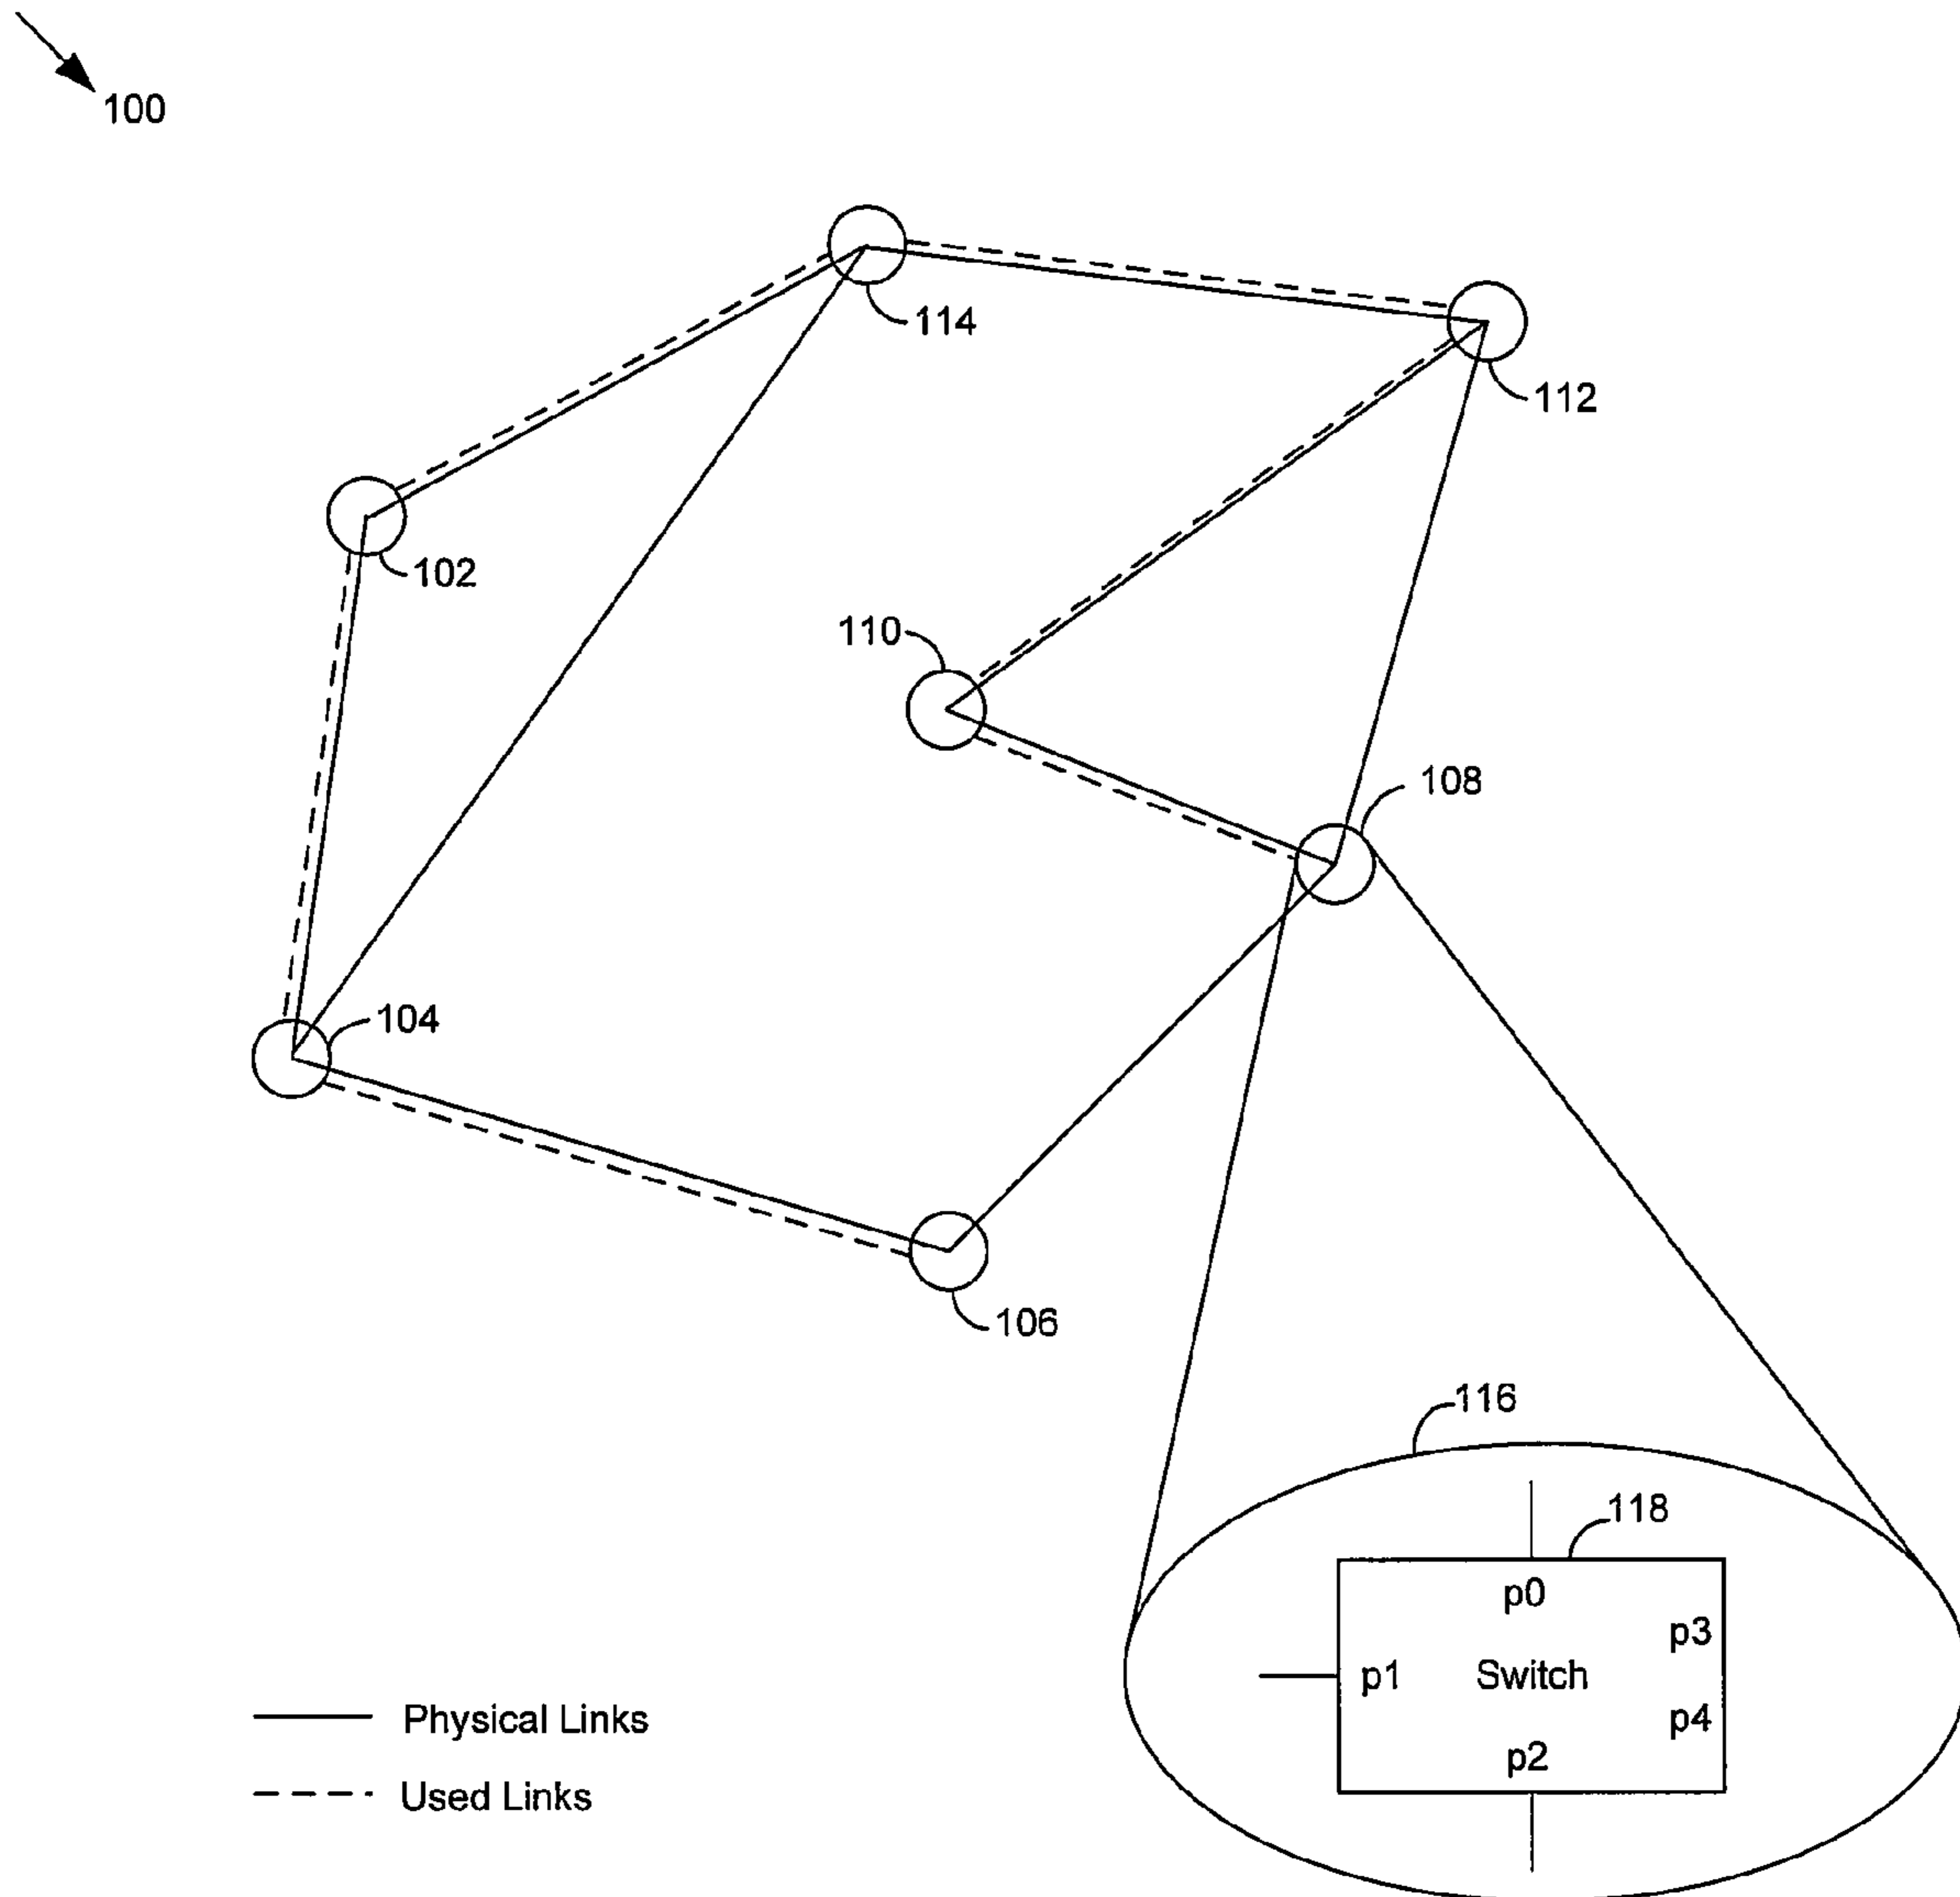 100
114
112
102
110
108
104
106
116
118
p0
p3
p1 Switch
p4
p2
Physical Links
Used Links